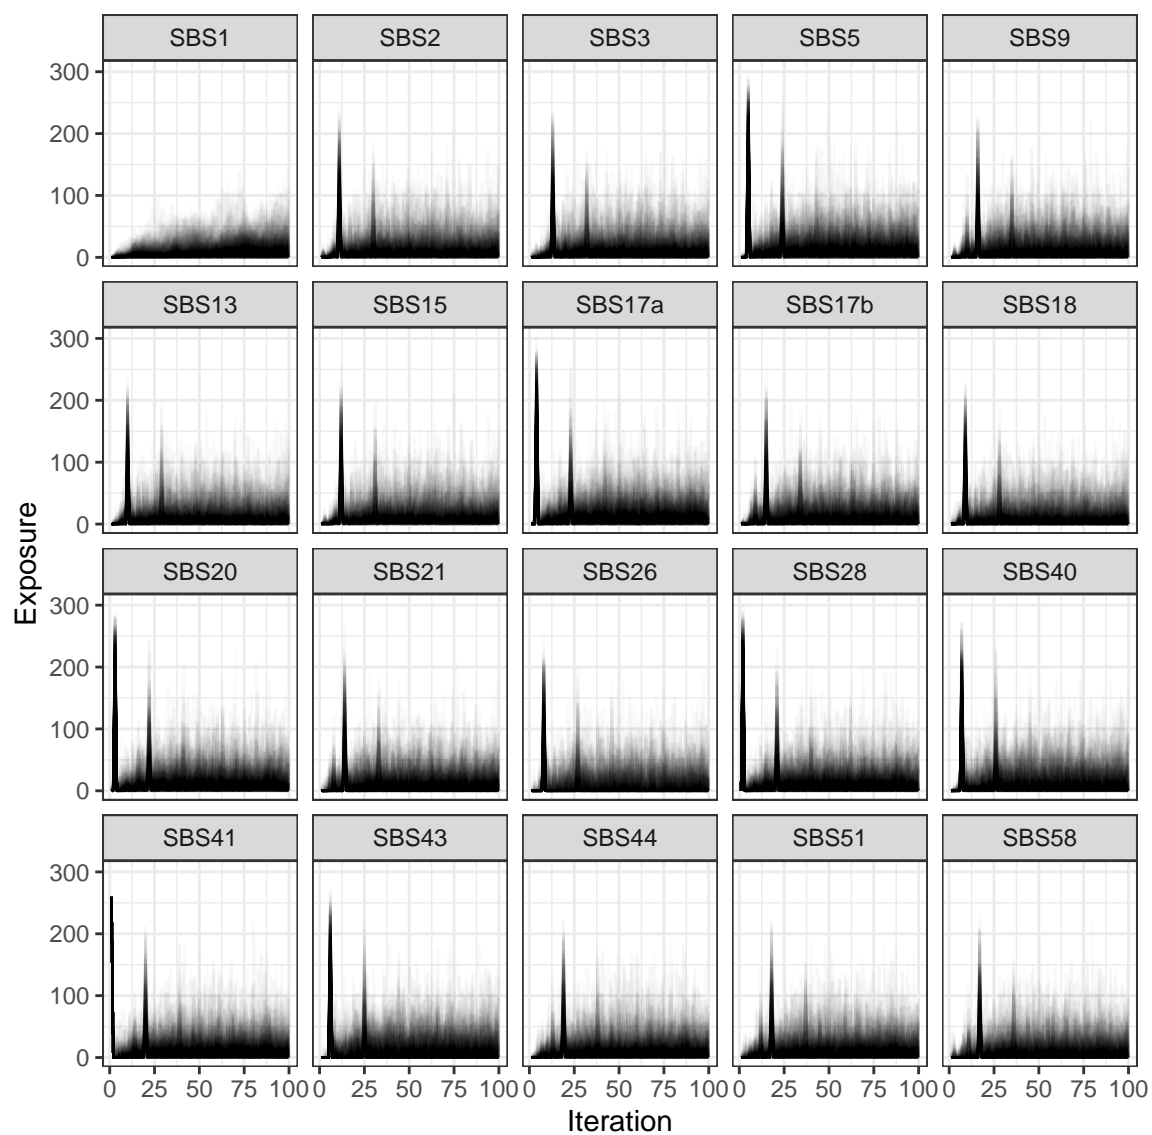 SBS1 SBS2 SBS3 SBS5 SBS9
300
200
100
0
SBS13 SBS15 SBS17a SBS17b SBS18
300
200
100
0
Exposure
SBS20 SBS21 SBS26 SBS28 SBS40
300
200
100
0
SBS41 SBS43 SBS44 SBS51 SBS58
300
200
100
0
0 25 50 75 100 0 25 50 75 100 0 25 50 75 100 0 25 50 75 100 0 25 50 75 100
Iteration